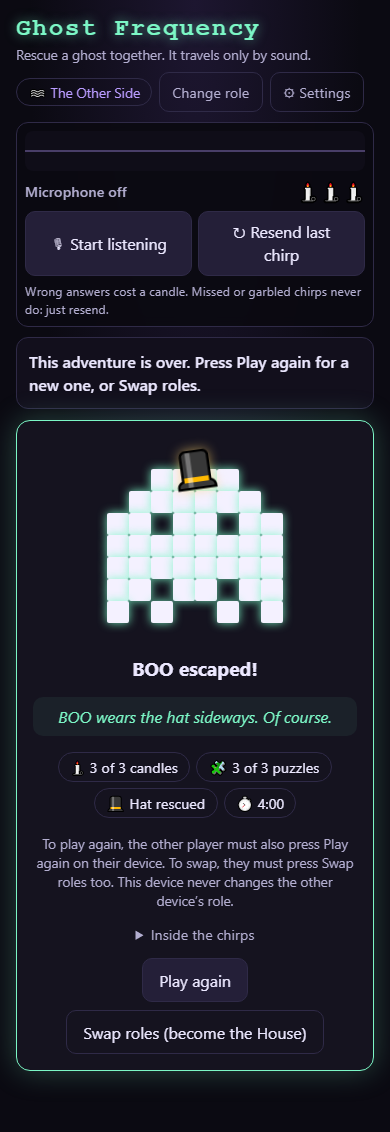 Ghost Frequency
Rescue a ghost together. It travels only by sound.
The Other Side
Change role
⚙ Settings
Microphone off
🎙 Start listening
↻ Resend last
chirp
Wrong answers cost a candle. Missed or garbled chirps never
do: just resend.
This adventure is over. Press Play again for a
new one, or Swap roles.
BOO escaped!
BOO wears the hat sideways. Of course.
🕯 3 of 3 candles
🧩 3 of 3 puzzles
🎩 Hat rescued
⏱ 4:00
To play again, the other player must also press Play
again on their device. To swap, they must press Swap
roles too. This device never changes the other
device's role.
▶ Inside the chirps
Play again
Swap roles (become the House)